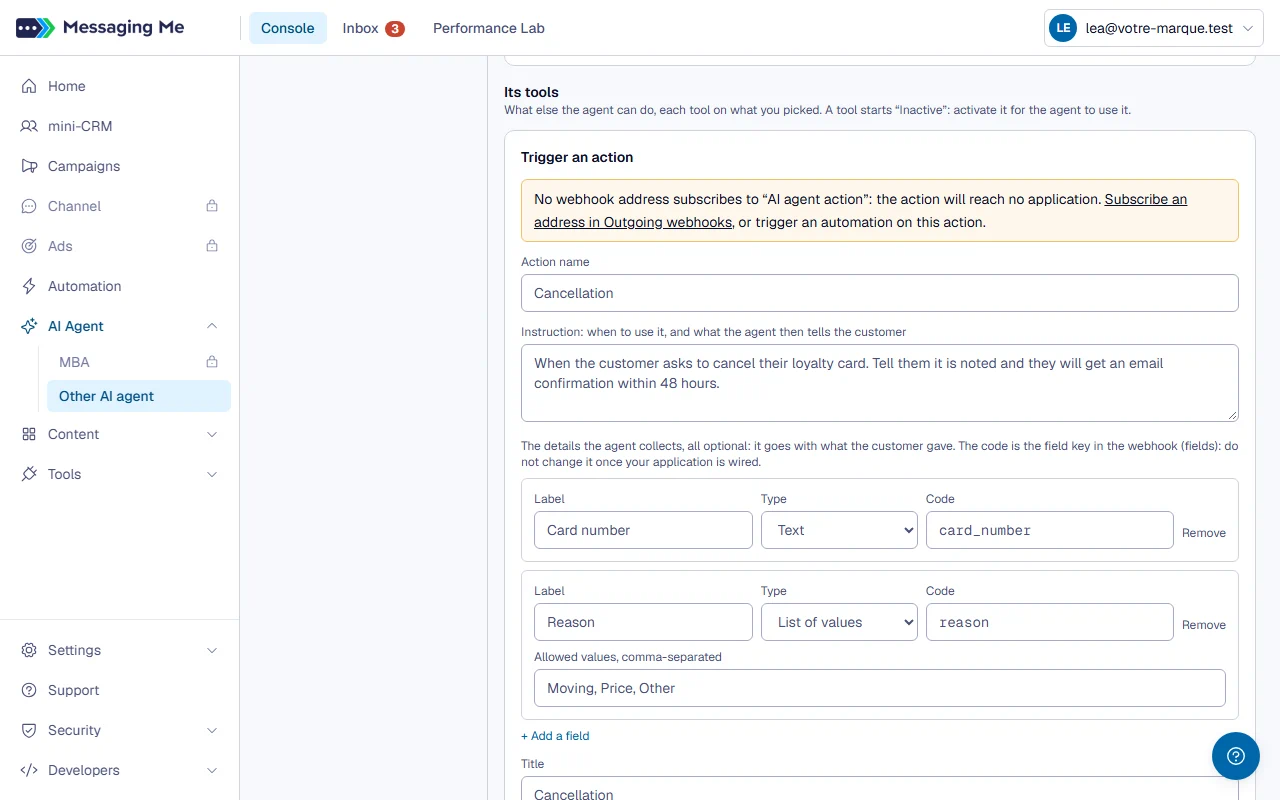 Messaging Me
Console
Inbox 3
Performance Lab
LE
lea@votre-marque.test
Home
mini-CRM
Campaigns
Channel
Ads
Automation
AI Agent
MBA
Other AI agent
Content
Tools
Settings
Support
Security
Developers
Its tools
What else the agent can do, each tool on what you picked. A tool starts “Inactive”: activate it for the agent to use it.
Trigger an action
No webhook address subscribes to “AI agent action”: the action will reach no application. Subscribe an
address in Outgoing webhooks, or trigger an automation on this action.
Action name
Cancellation
Instruction: when to use it, and what the agent then tells the customer
When the customer asks to cancel their loyalty card. Tell them it is noted and they will get an email
confirmation within 48 hours.
The details the agent collects, all optional: it goes with what the customer gave. The code is the field key in the webhook (fields): do
not change it once your application is wired.
Label Type Code
Card number Text card_number Remove
Label Type Code
Reason List of values reason Remove
Allowed values, comma-separated
Moving, Price, Other
+ Add a field
Title
Cancellation